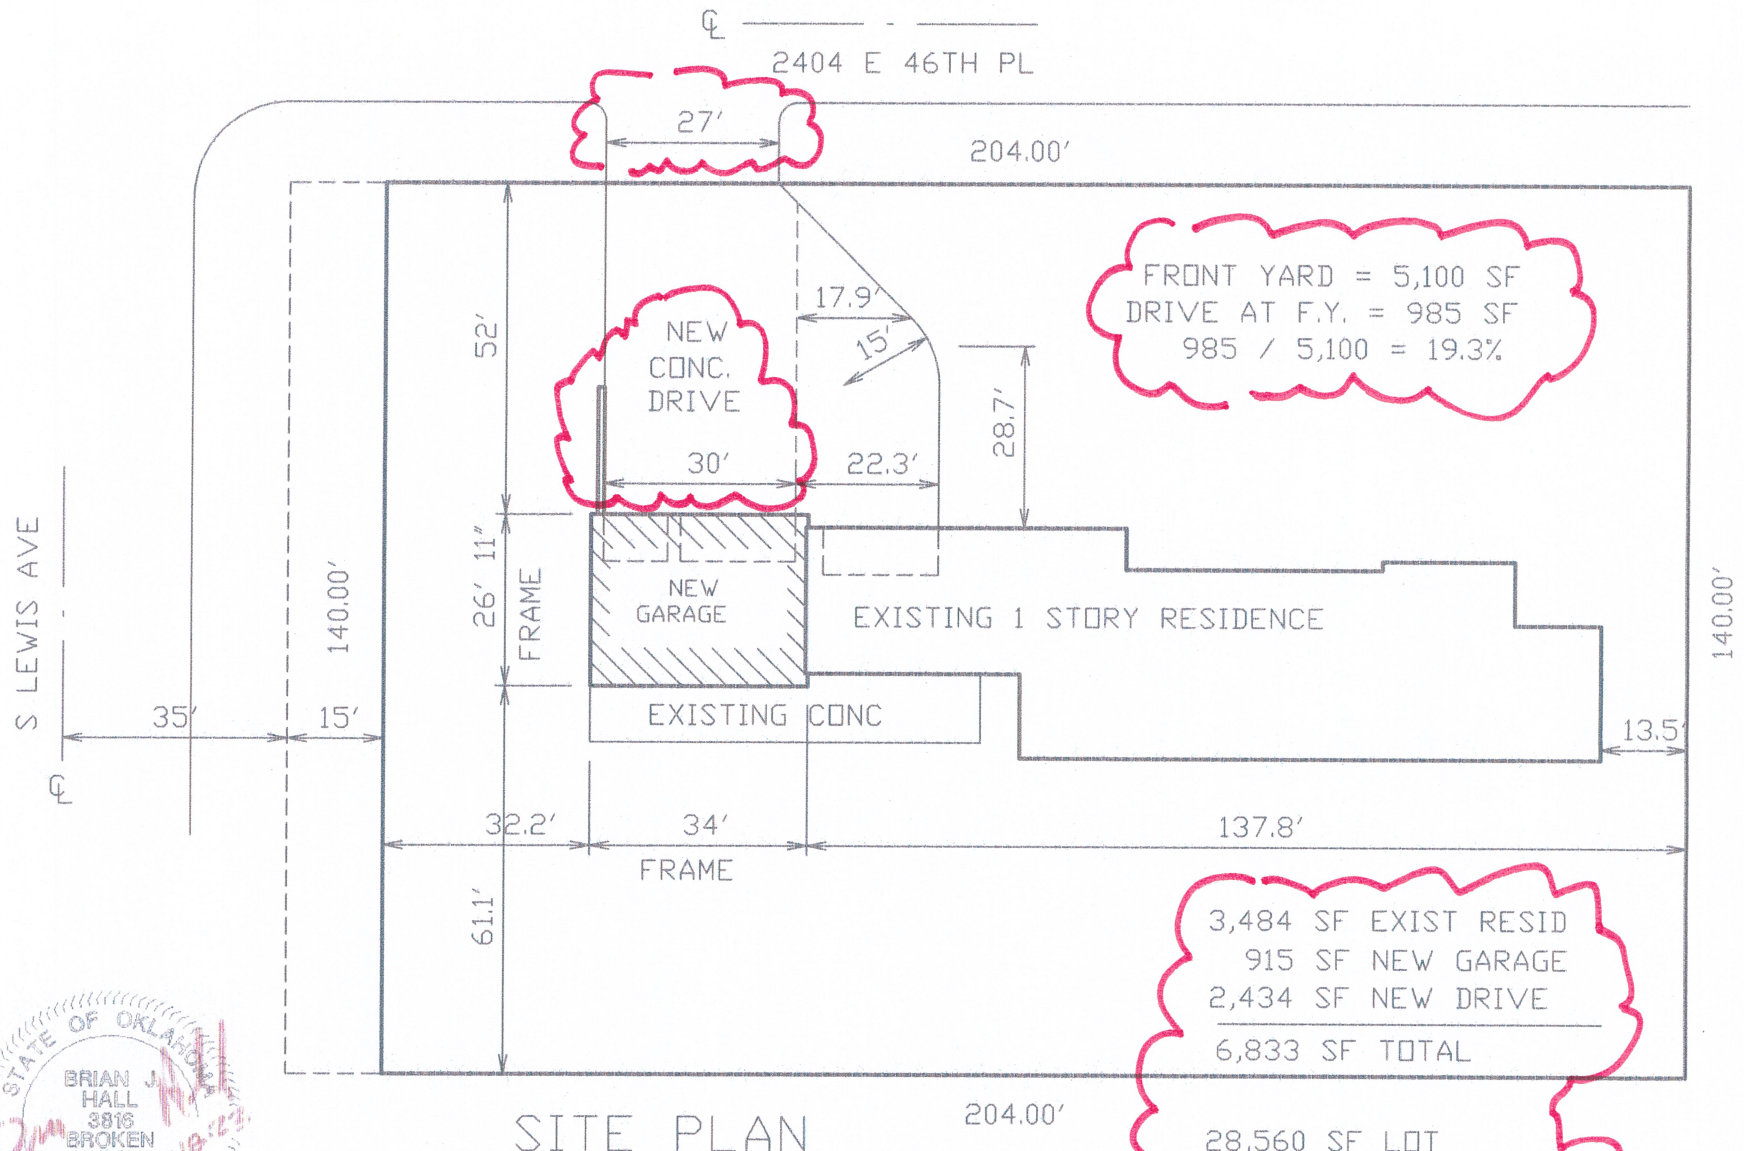 ℄
2404 E 46TH PL
27'
204.00'
FRONT YARD = 5,100 SF
DRIVE AT F.Y. = 985 SF
985 / 5,100 = 19.3%
52'
17.9'
15'
NEW
CONC.
DRIVE
28.7'
30'
22.3'
S LEWIS AVE
140.00'
26' 11"
FRAME
NEW
GARAGE
EXISTING 1 STORY RESIDENCE
140.00'
35'
15'
EXISTING CONC
13.5'
℄
32.2'
34'
137.8'
FRAME
61.1'
3,484 SF EXIST RESID
915 SF NEW GARAGE
2,434 SF NEW DRIVE
6,833 SF TOTAL
28,560 SF LOT
204.00'
SITE PLAN
STATE OF OKLAHOMA
BRIAN J.
HALL
3816
BROKEN